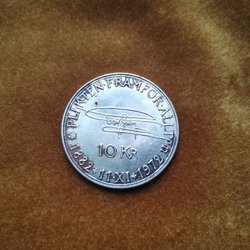 PLIKTEN·FRAMFÖR·ALLT
10 KR
1882·11·XI·1972